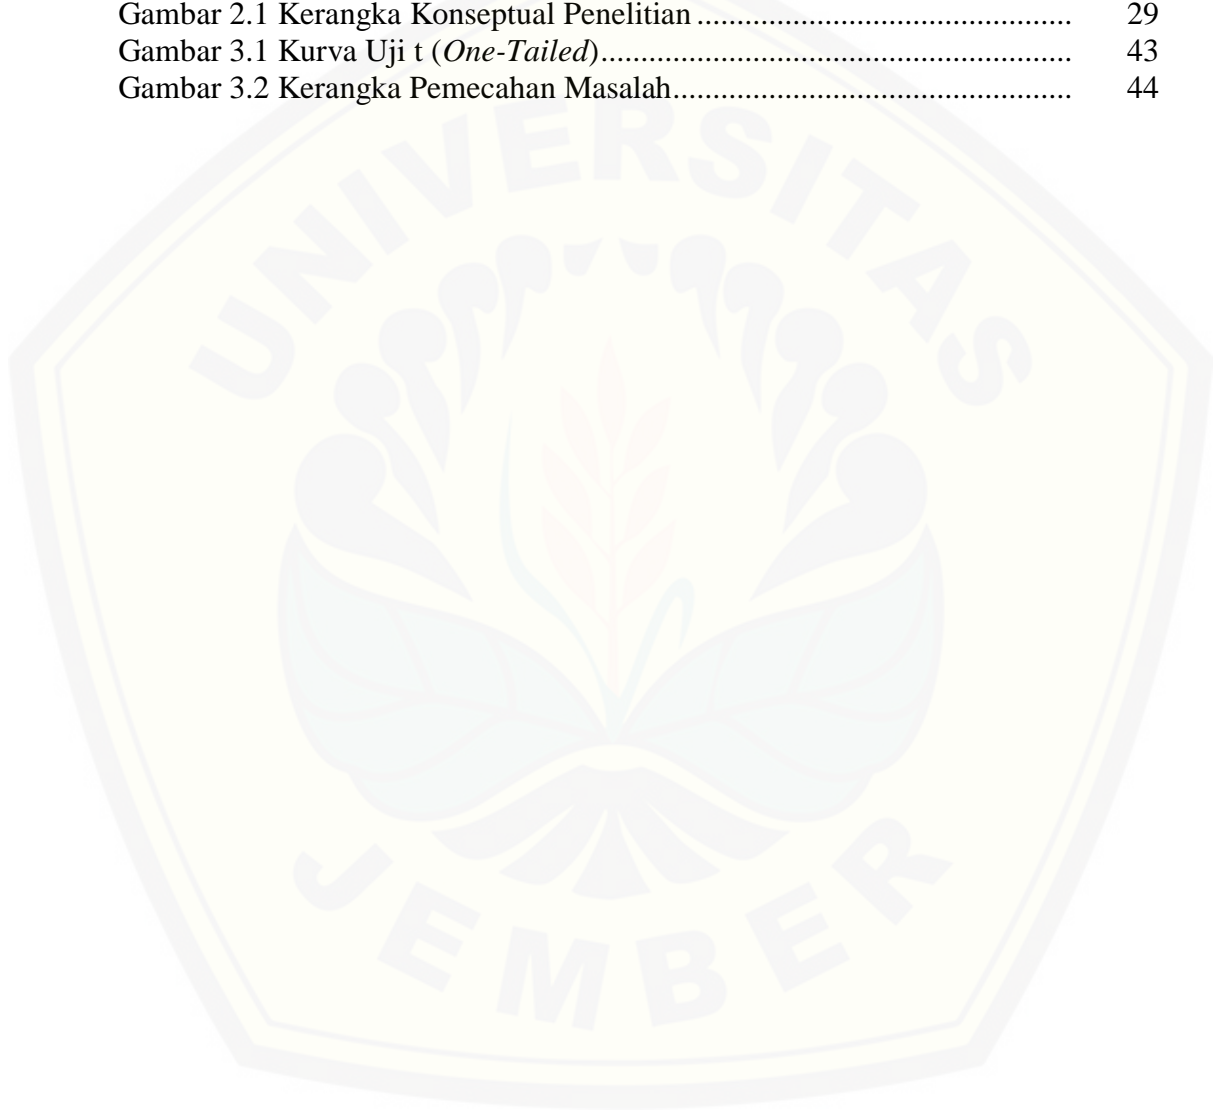 Gambar 2.1 Kerangka Konseptual Penelitian ............................................... 29
Gambar 3.1 Kurva Uji t (One-Tailed)........................................................... 43
Gambar 3.2 Kerangka Pemecahan Masalah.................................................. 44
UNIVERSITAS
JEMBER